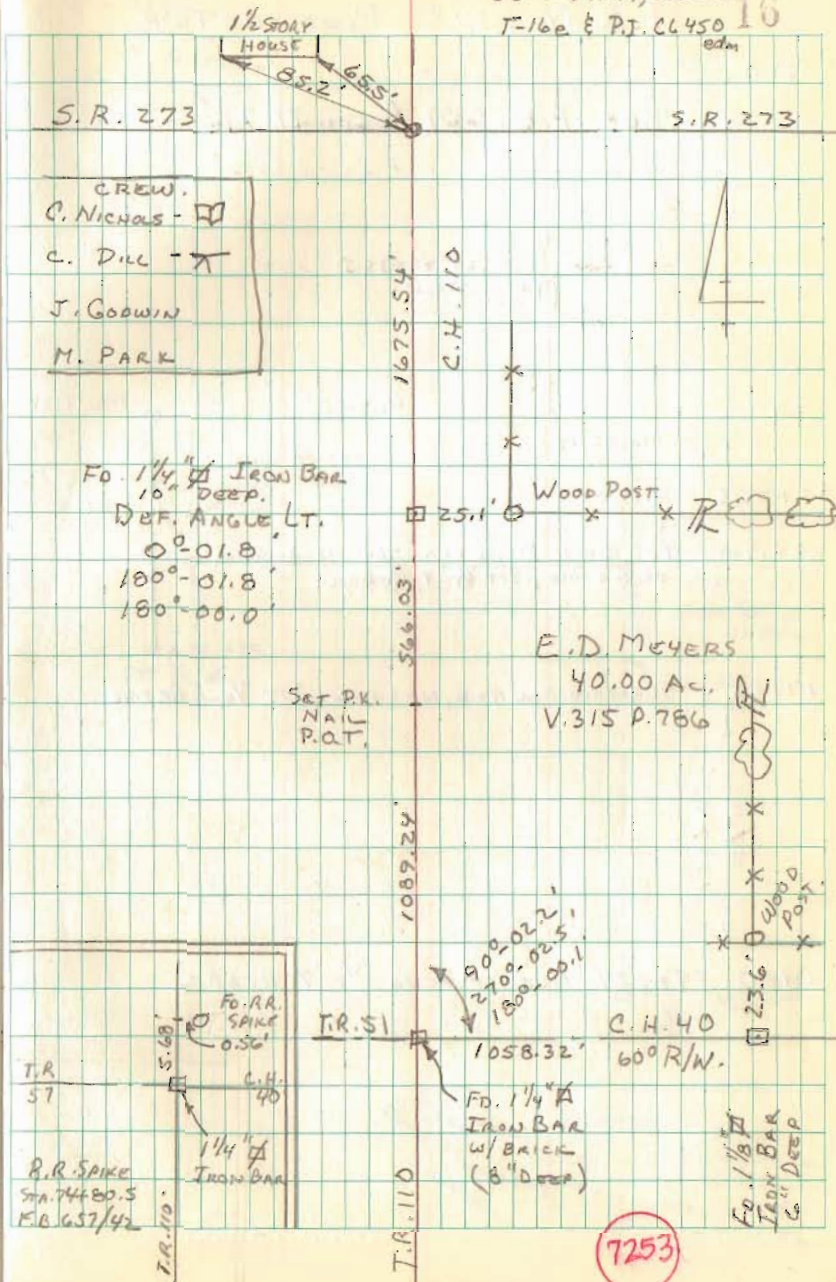 T-16e & P.J. CL 450 16
edm
1½ STORY
HOUSE
85.2'
65.5'
S.R. 273
S.R. 273
CREW.
C. NICHOLS -
C. DILL -
J. GODWIN
M. PARK
1675.54'
C.H. 110
FD. 1¼" IRON BAR
10" DEEP.
DEF. ANGLE LT.
0°-01.8'
180°-01.8'
180°-00.0'
25.1'
WOOD POST
PL
566.03'
SET P.K.
NAIL
P.O.T.
E.D. MEYERS
40.00 AC.
V.315 P.786
PL
1089.24'
WOOD
POST.
90°-02.2'
270°-02.5'
180°-00.1'
23.6'
T.R. 51
1058.32'
C.H. 40
60° R/W.
FD. 1¼"
IRON BAR
W/ BRICK
(8" DEEP)
FD. 1⅛"
IRON BAR
6" DEEP
T.R. 110
FD. R.R.
SPIKE
0.56'
5.68'
T.R.
57
C.H.
40
1¼"
IRON BAR
R.R. SPIKE
STA. 74+80.5
F.B 657/42
T.R. 110
7253